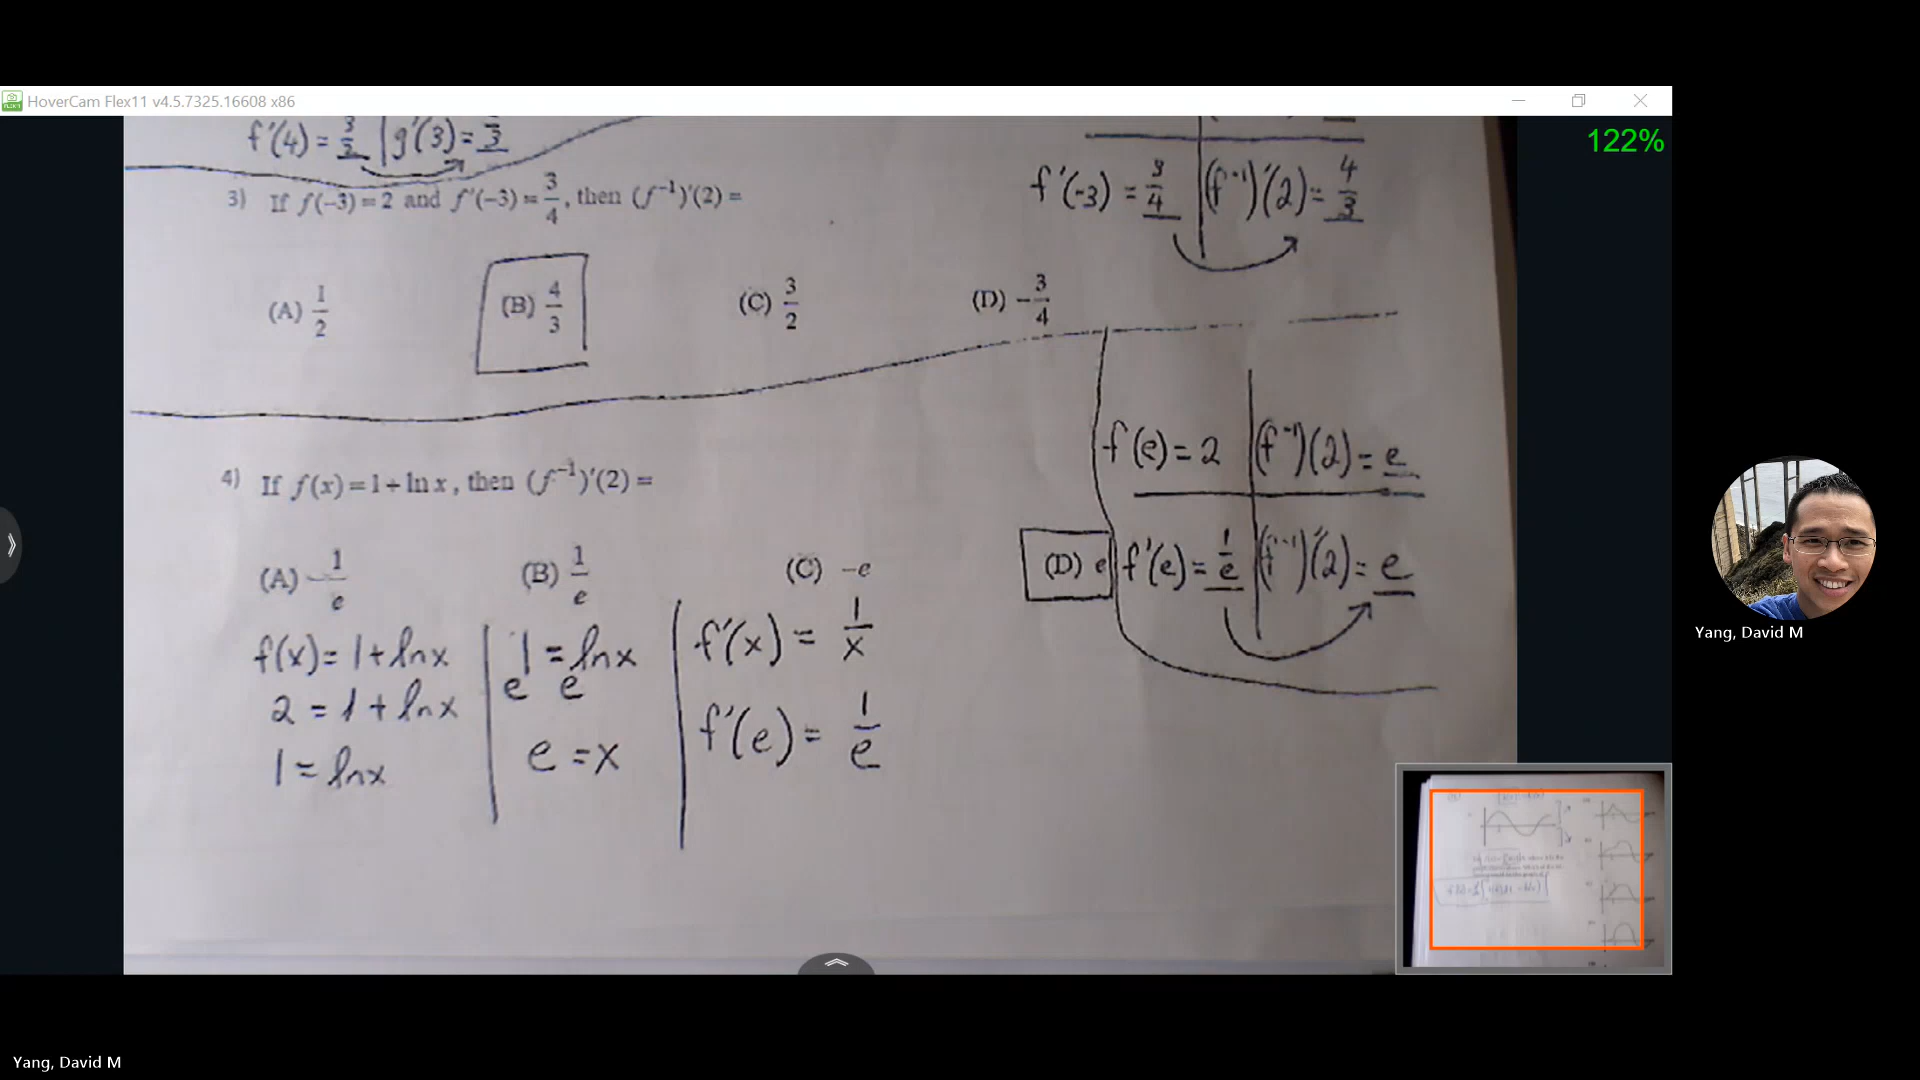 HoverCam Flex11 v4.5.7325.16608 x86
122%
f'(4) = 3/3 | g'(3) = 3
f'(-3) = 3/4 | (f⁻¹)'(2) = 4/3
3) If f(-3) = 2 and f'(-3) = 3/4, then (f⁻¹)'(2) =
(A) 1/2 (B) 4/3 (C) 3/2 (D) -3/4
f(e) = 2 | (f⁻¹)(2) = e
4) If f(x) = 1 + ln x, then (f⁻¹)'(2) =
(A) -1/e (B) 1/e (C) -e (D) e
f'(e) = 1/e | (f⁻¹)'(2) = e
f(x) = 1 + ln x
2 = 1 + ln x
1 = ln x
e^1 = e^ln x
e = x
f'(x) = 1/x
f'(e) = 1/e
Yang, David M
Yang, David M